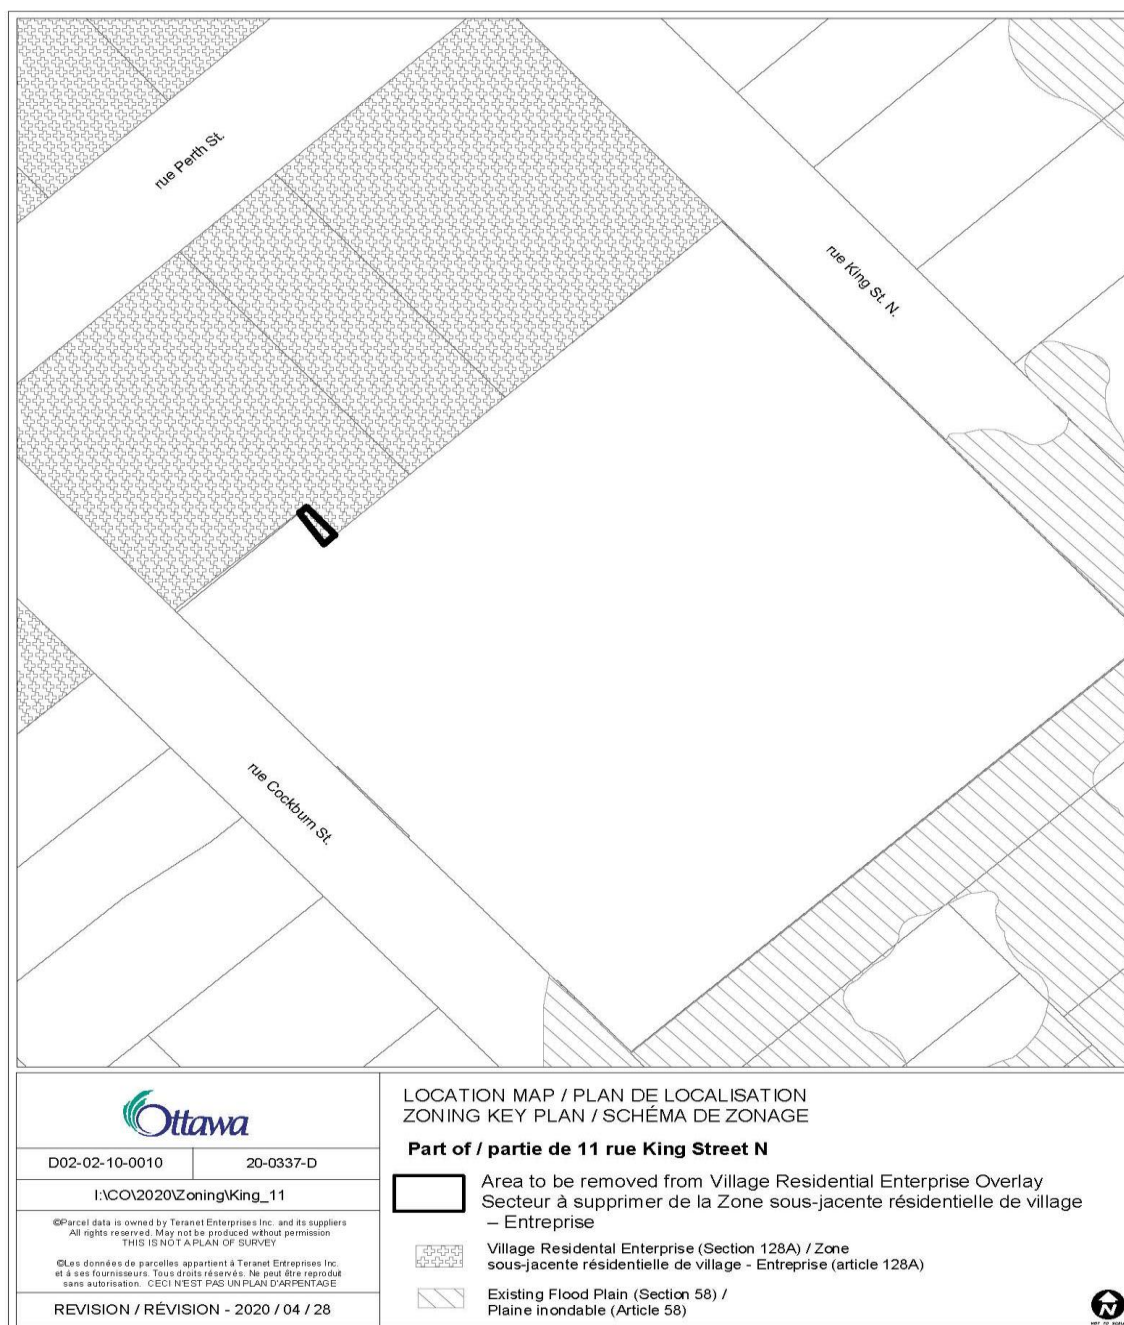 rue Perth St.
rue King St. N.
rue Cockburn St.
Ottawa
D02-02-10-0010
20-0337-D
I:\CO\2020\Zoning\King_11
©Parcel data is owned by Teranet Enterprises Inc. and its suppliers
All rights reserved. May not be produced without permission
THIS IS NOT A PLAN OF SURVEY
©Les données de parcelles appartient à Teranet Entreprises Inc.
et à ses fournisseurs. Tous droits réservés. Ne peut être reproduit
sans autorisation. CECI N'EST PAS UN PLAN D'ARPENTAGE
REVISION / RÉVISION - 2020 / 04 / 28
LOCATION MAP / PLAN DE LOCALISATION
ZONING KEY PLAN / SCHÉMA DE ZONAGE
Part of / partie de 11 rue King Street N
Area to be removed from Village Residential Enterprise Overlay
Secteur à supprimer de la Zone sous-jacente résidentielle de village
– Entreprise
Village Residental Enterprise (Section 128A) / Zone
sous-jacente résidentielle de village - Entreprise (article 128A)
Existing Flood Plain (Section 58) /
Plaine inondable (Article 58)
N
NOT TO SCALE